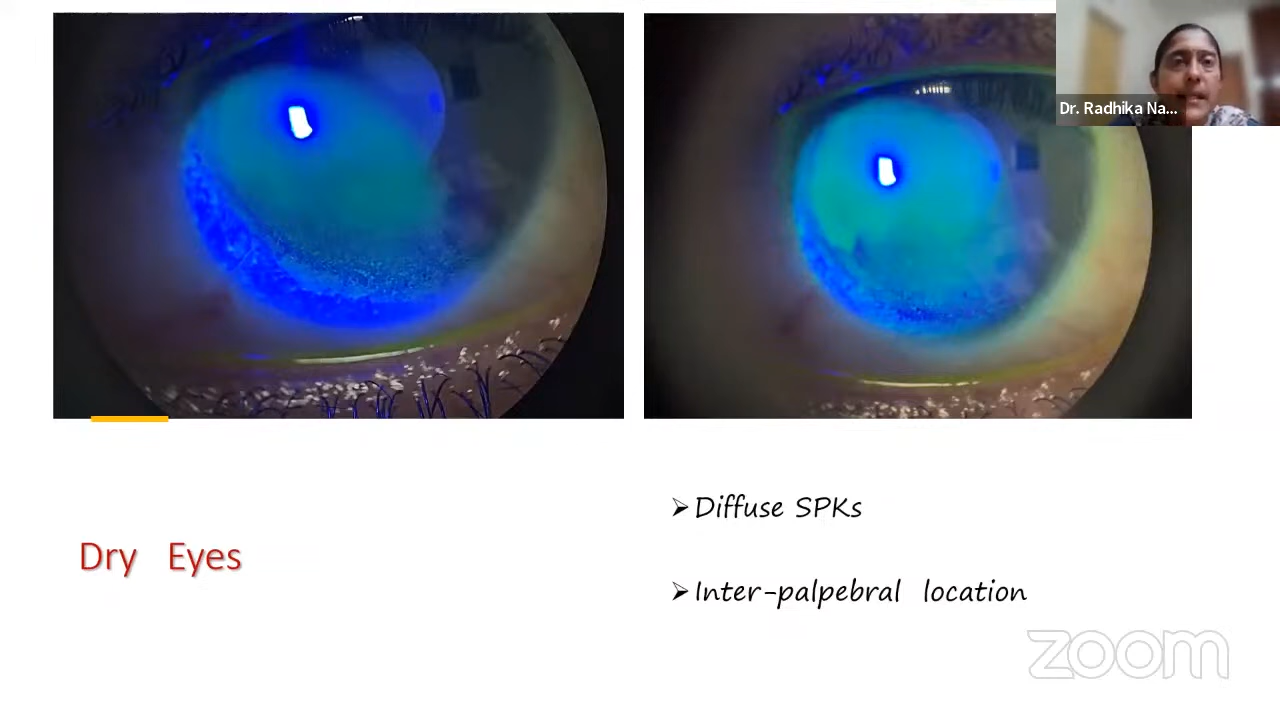 Dr. Radhika Na...
Dry Eyes
➢Diffuse SPKs
➢Inter-palpebral location
zoom